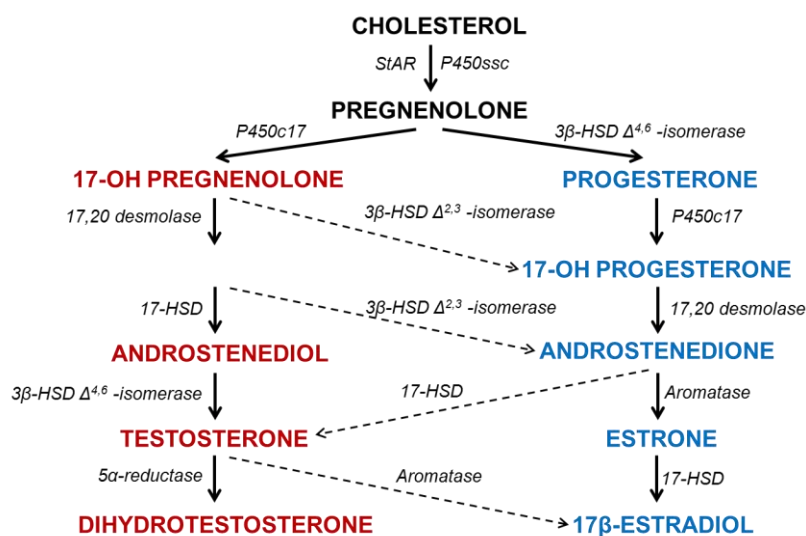 CHOLESTEROL
StAR P450ssc
PREGNENOLONE
P450c17 3β-HSD Δ4,6 -isomerase
17-OH PREGNENOLONE PROGESTERONE
17,20 desmolase 3β-HSD Δ2,3 -isomerase P450c17
17-OH PROGESTERONE
17-HSD 3β-HSD Δ2,3 -isomerase 17,20 desmolase
ANDROSTENEDIOL ANDROSTENEDIONE
3β-HSD Δ4,6 -isomerase 17-HSD Aromatase
TESTOSTERONE ESTRONE
5α-reductase Aromatase 17-HSD
DIHYDROTESTOSTERONE 17β-ESTRADIOL